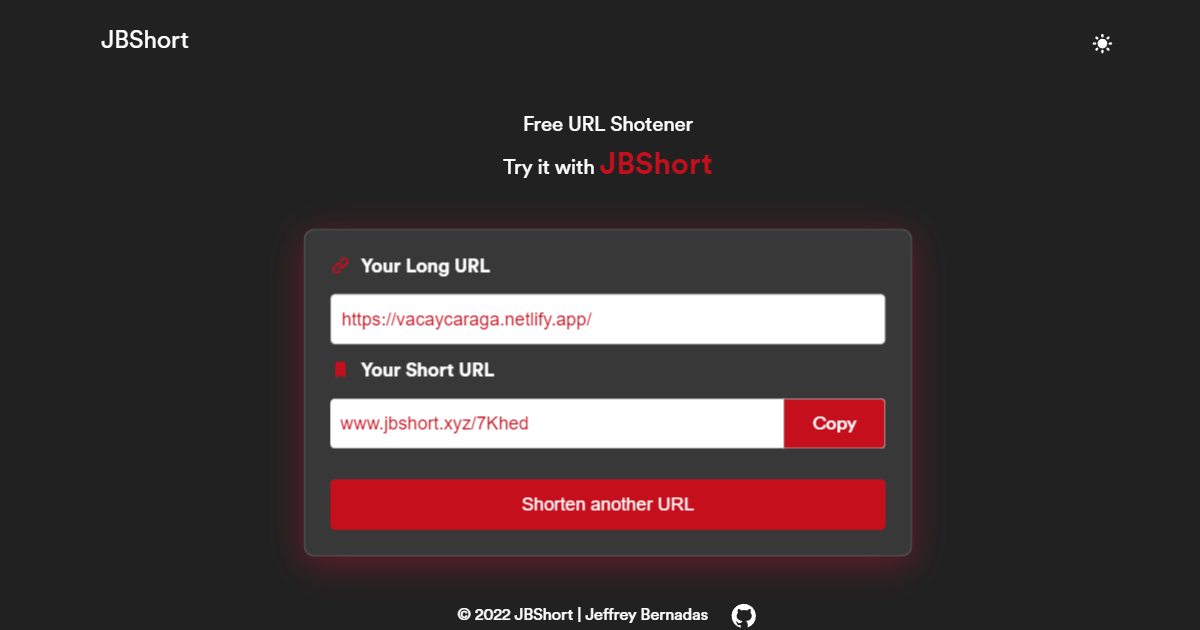 JBShort
Free URL Shotener
Try it with JBShort
Your Long URL
https://vacaycaraga.netlify.app/
Your Short URL
www.jbshort.xyz/7Khed
Copy
Shorten another URL
© 2022 JBShort | Jeffrey Bernadas